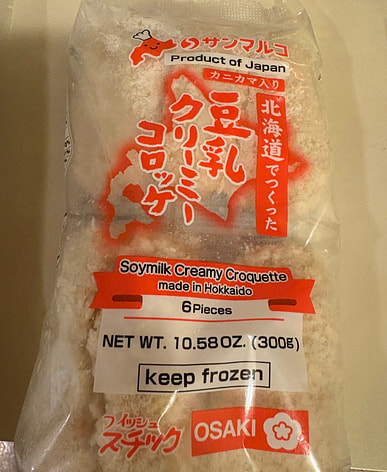 サンマルコ
Product of Japan
カニカマ入り
北海道でつくった
豆乳
クリーミー
コロッケ
Soymilk Creamy Croquette
made in Hokkaido
6 Pieces
NET WT. 10.58 OZ. (300g)
keep frozen
フィッシュ
スチック
OSAKI